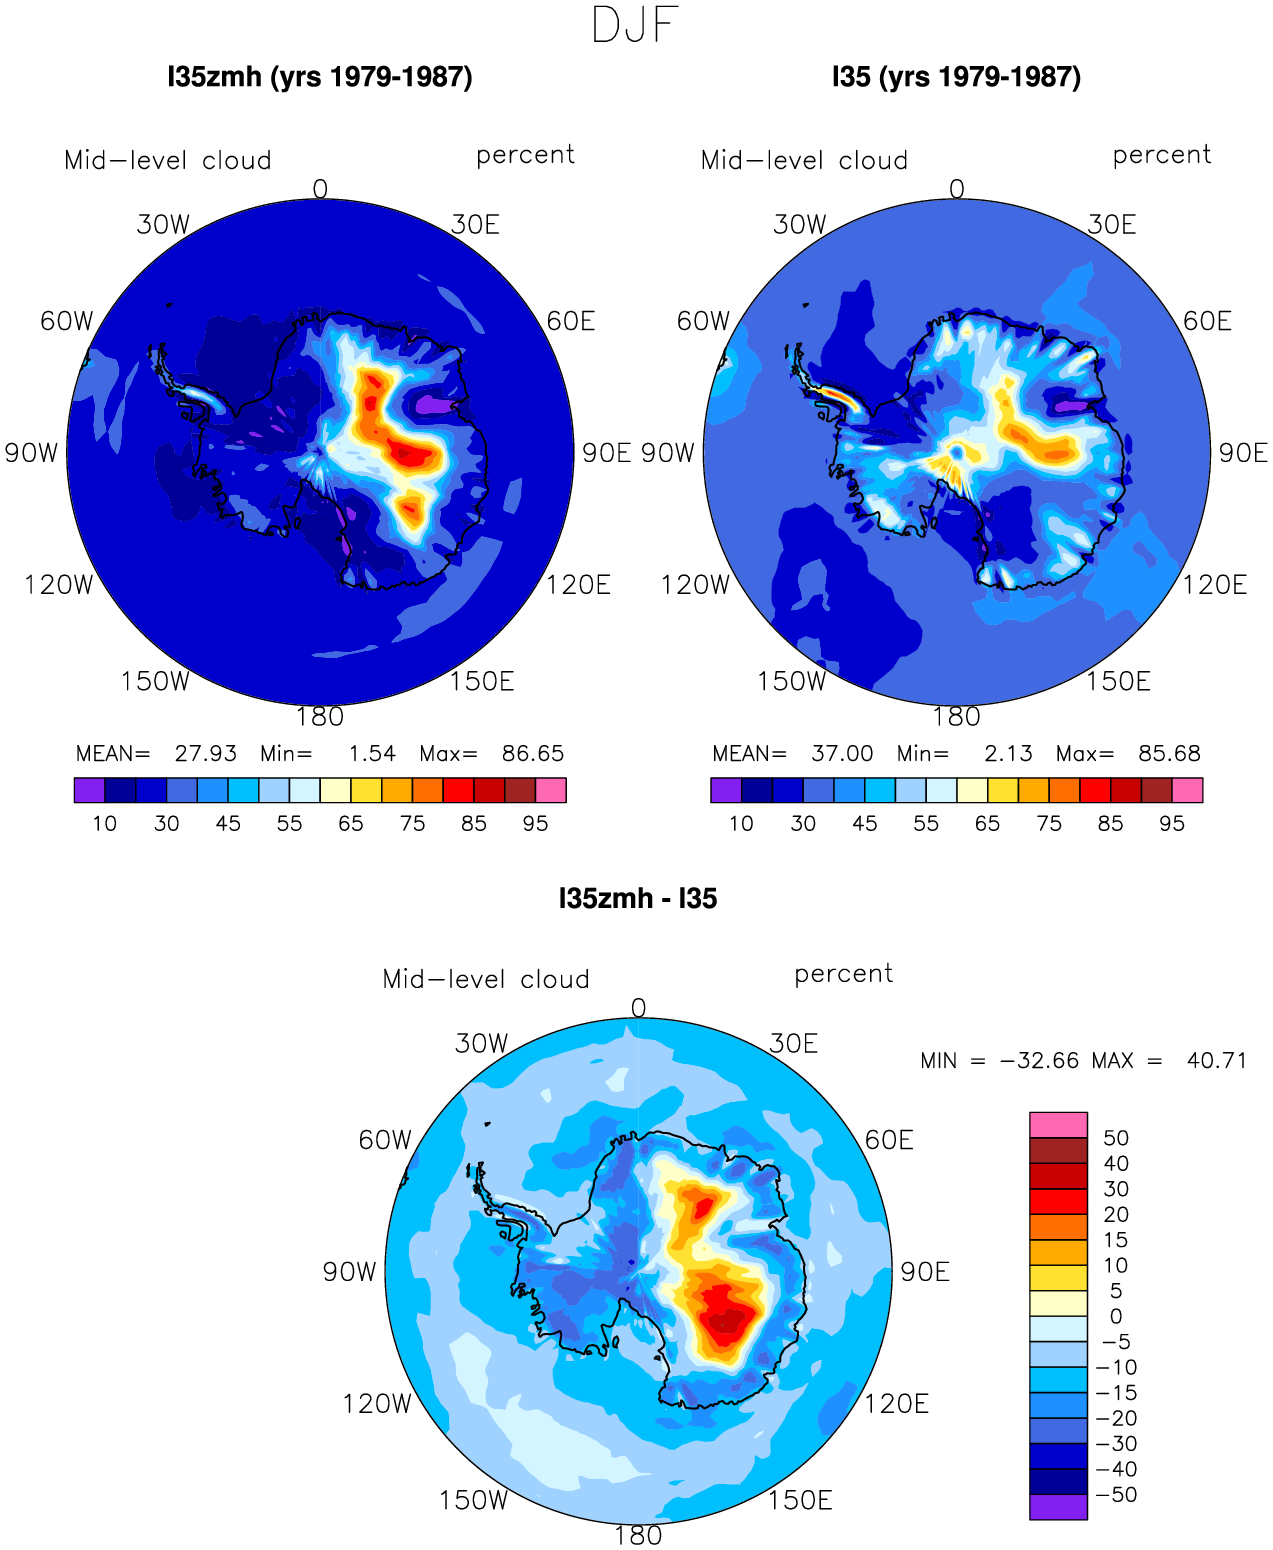 DJF
I35zmh (yrs 1979-1987)
I35 (yrs 1979-1987)
Mid-level cloud percent
0
30W 30E
60W 60E
90W 90E
120W 120E
150W 150E
180
MEAN= 27.93 Min= 1.54 Max= 86.65
10 30 45 55 65 75 85 95
Mid-level cloud percent
0
30W 30E
60W 60E
90W 90E
120W 120E
150W 150E
180
MEAN= 37.00 Min= 2.13 Max= 85.68
10 30 45 55 65 75 85 95
I35zmh - I35
Mid-level cloud percent
0
30W 30E
60W 60E
90W 90E
120W 120E
150W 150E
180
MIN = -32.66 MAX = 40.71
50
40
30
20
15
10
5
0
-5
-10
-15
-20
-30
-40
-50